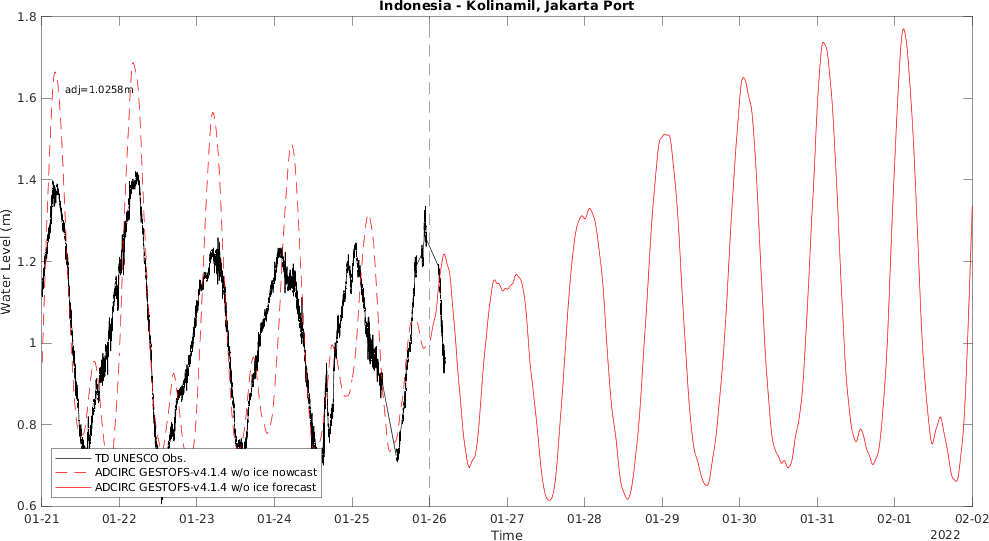 Indonesia - Kolinamil, Jakarta Port
1.8
1.6
1.4
1.2
1
0.8
0.6
Water Level (m)
adj=1.0258m
TD UNESCO Obs.
ADCIRC GESTOFS-v4.1.4 w/o ice nowcast
ADCIRC GESTOFS-v4.1.4 w/o ice forecast
01-21 01-22 01-23 01-24 01-25 01-26 01-27 01-28 01-29 01-30 01-31 02-01 02-02
Time
2022